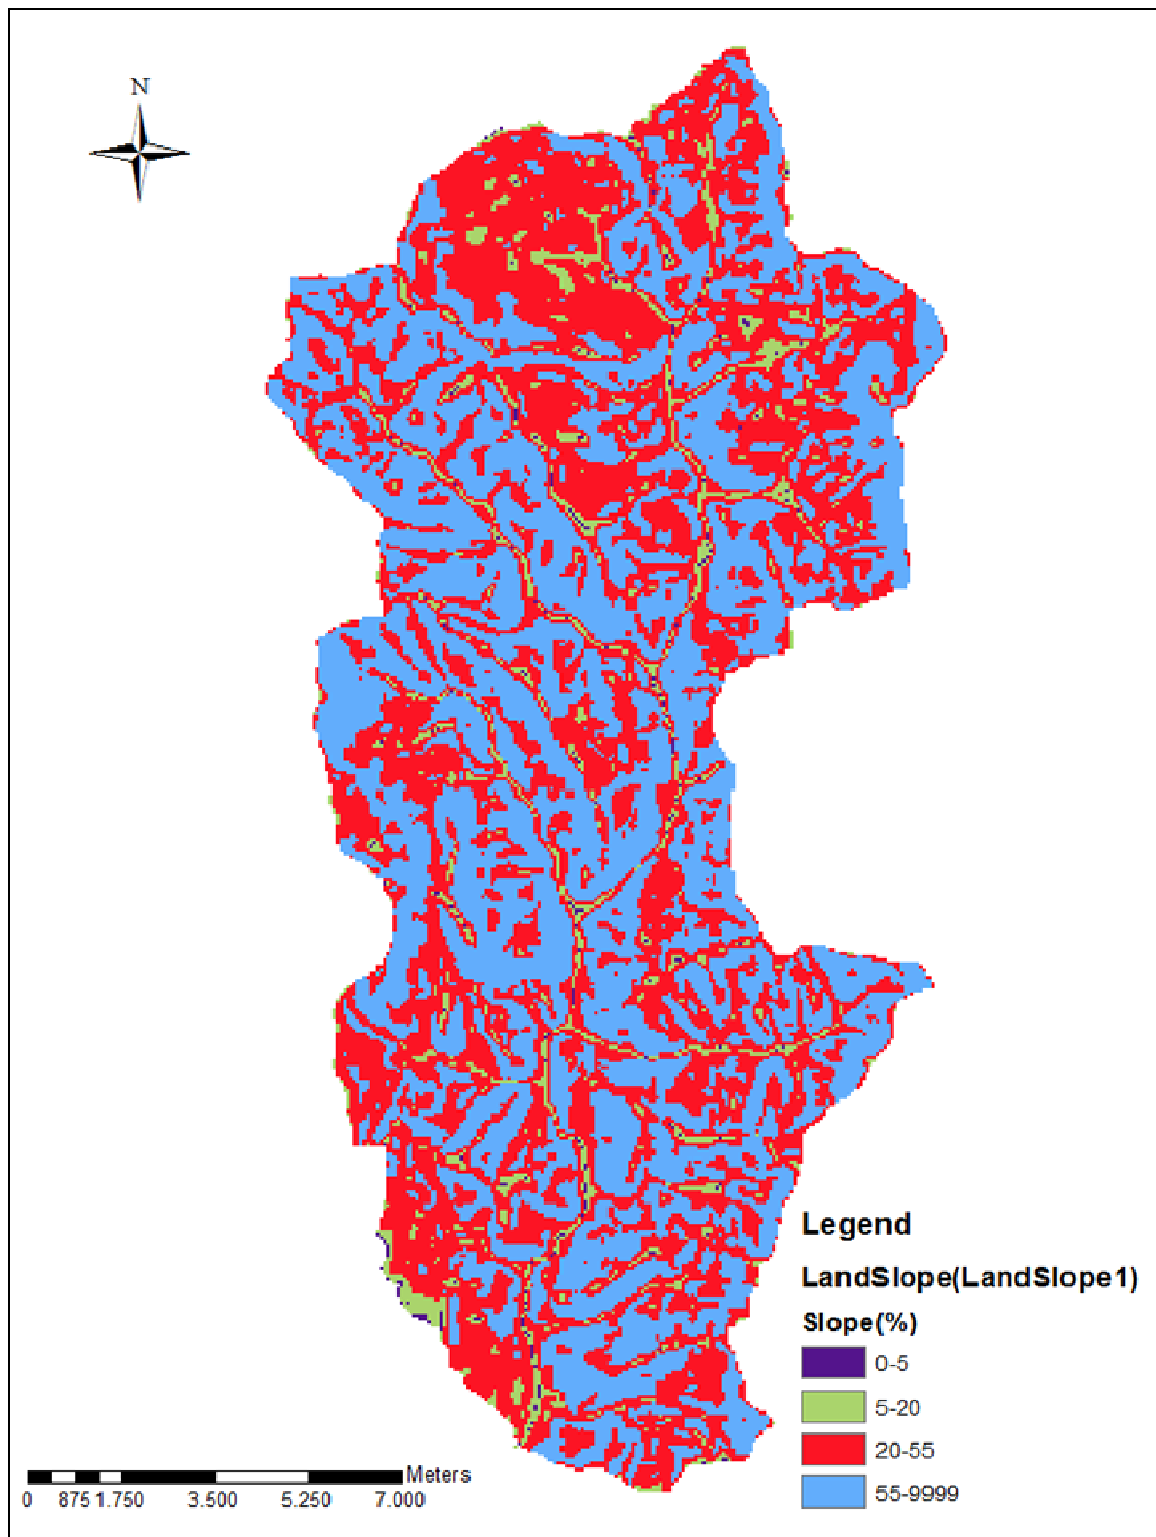 N
Legend
LandSlope(LandSlope1)
Slope(%)
0-5
5-20
20-55
55-9999
Meters
0 875 1.750 3.500 5.250 7.000